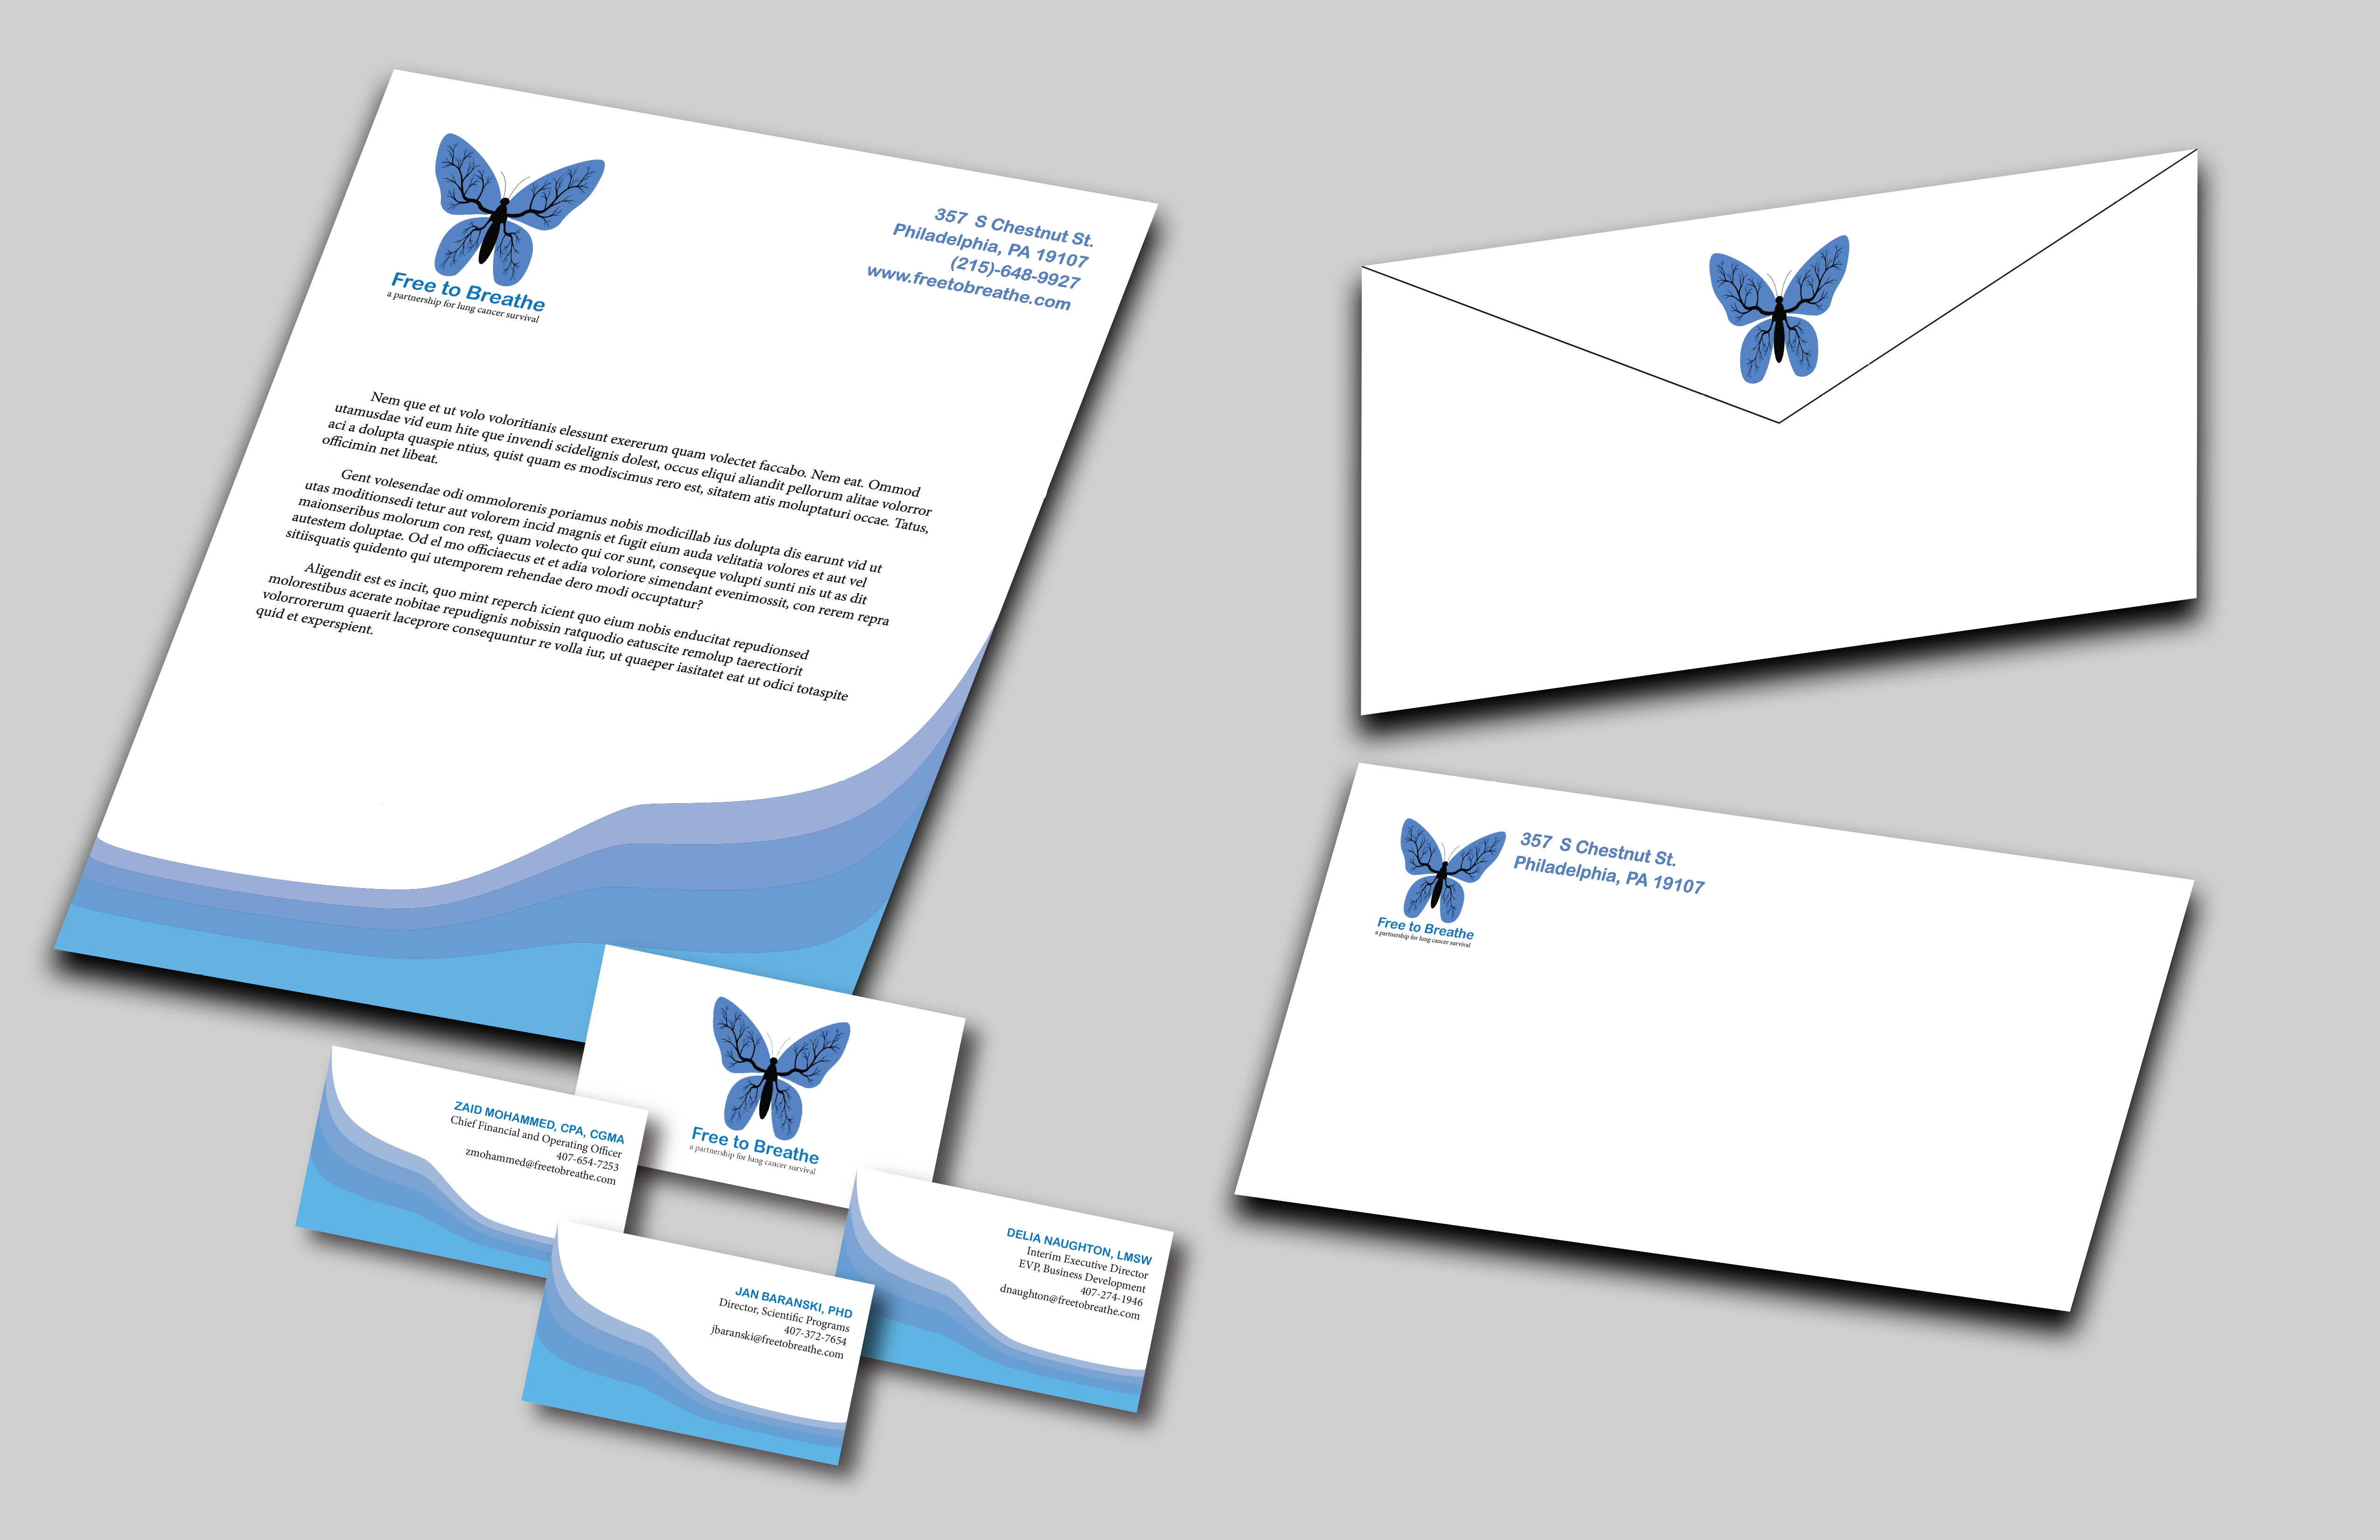 Free to Breathe
a partnership for lung cancer survival
357 S Chestnut St.
Philadelphia, PA 19107
(215)-648-9927
www.freetobreathe.com
Nem que et ut volo voloritianis elessunt exererum quam volectet faccabo. Nem eat. Ommod
utamusdae vid eum hite que invendi scidelignis dolest, occus eliqui aliandit pellorum alitae volorror
aci a dolupta quaspie ntius, quist quam es modiscimus rero est, sitatem atis moluptaturi occae. Tatus,
officimin net libeat.
Gent volesendae odi ommolorenis poriamus nobis modicillab ius dolupta dis earunt vid ut
utas moditionsedi tetur aut volorem incid magnis et fugit eium auda velitatia volores et aut vel
maionseribus molorum con rest, quam volecto qui cor sunt, conseque volupti sunti nis ut as dit
autestem doluptae. Od el mo officiaecus et et adia voloriore simendant evenimossit, con rerem repra
sitiisquatis quidento qui utemporem rehendae dero modi occuptatur?
Aligendit est es incit, quo mint reperch icient quo eium nobis enducitat repudionsed
molorestibus acerate nobitae repudignis nobissin ratquodio eatuscite remolup taerectiorit
volorrorerum quaerit laceprore consequuntur re volla iur, ut quaeper iasitatet eat ut odici totaspite
quid et experspient.
Free to Breathe
a partnership for lung cancer survival
ZAID MOHAMMED, CPA, CGMA
Chief Financial and Operating Officer
407-654-7253
zmohammed@freetobreathe.com
JAN BARANSKI, PHD
Director, Scientific Programs
407-372-7654
jbaranski@freetobreathe.com
DELIA NAUGHTON, LMSW
Interim Executive Director
EVP, Business Development
407-274-1946
dnaughton@freetobreathe.com
357 S Chestnut St.
Philadelphia, PA 19107
Free to Breathe
a partnership for lung cancer survival